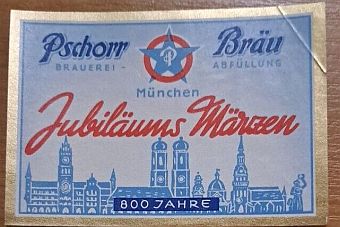 Pschorr Bräu
BRAUEREI - ABFÜLLUNG
München
Jubiläums Märzen
800 JAHRE